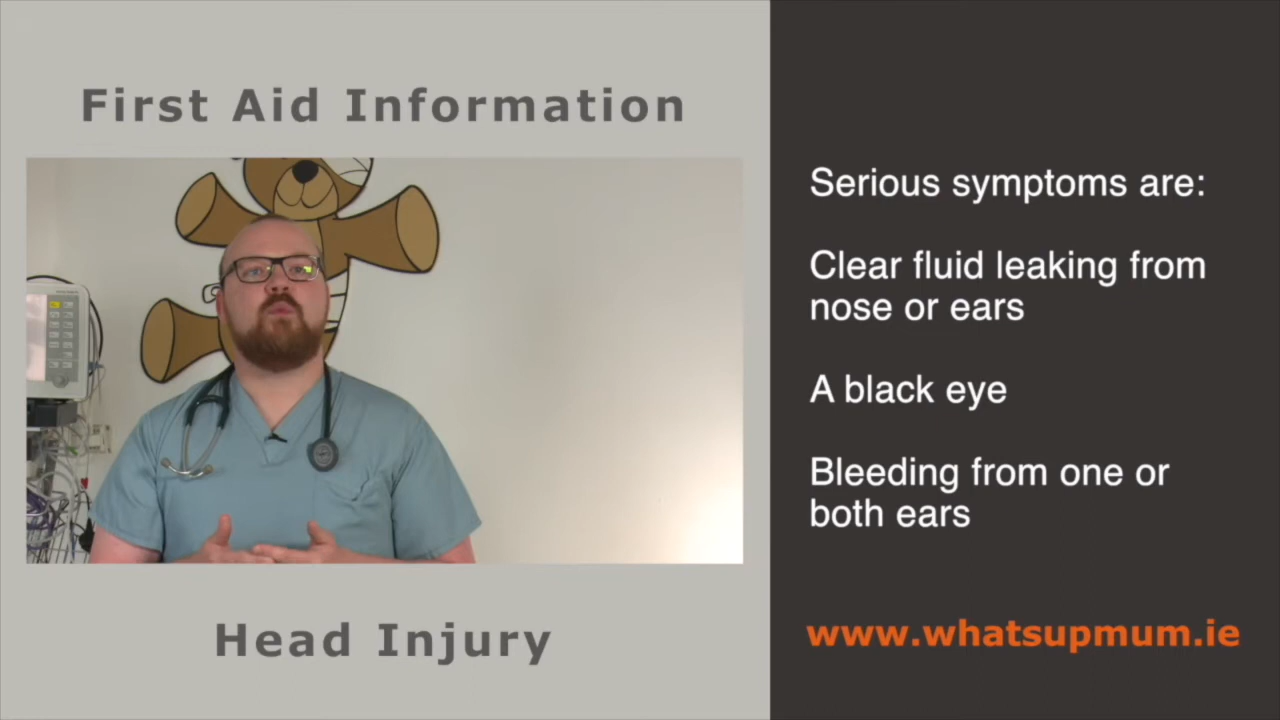 First Aid Information
Head Injury
Serious symptoms are:
Clear fluid leaking from
nose or ears
A black eye
Bleeding from one or
both ears
www.whatsupmum.ie